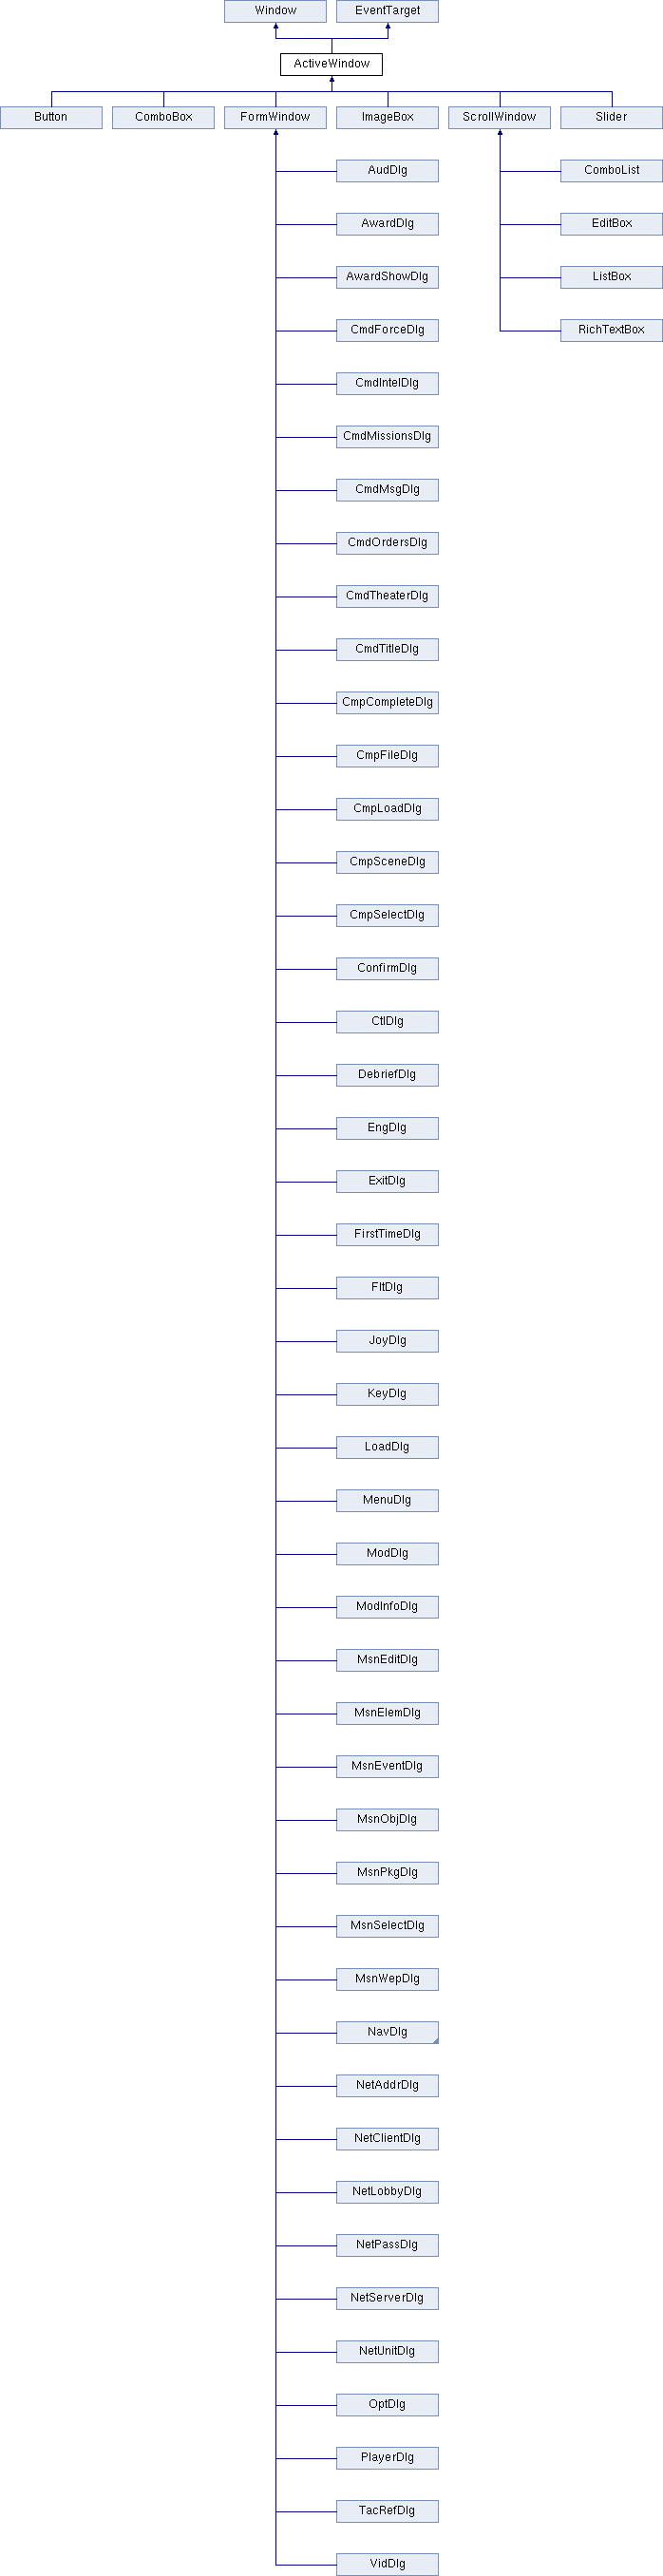 Window
EventTarget
ActiveWindow
Button
ComboBox
FormWindow
ImageBox
ScrollWindow
Slider
AudDlg
ComboList
AwardDlg
EditBox
AwardShowDlg
ListBox
CmdForceDlg
RichTextBox
CmdIntelDlg
CmdMissionsDlg
CmdMsgDlg
CmdOrdersDlg
CmdTheaterDlg
CmdTitleDlg
CmpCompleteDlg
CmpFileDlg
CmpLoadDlg
CmpSceneDlg
CmpSelectDlg
ConfirmDlg
CtlDlg
DebriefDlg
EngDlg
ExitDlg
FirstTimeDlg
FltDlg
JoyDlg
KeyDlg
LoadDlg
MenuDlg
ModDlg
ModInfoDlg
MsnEditDlg
MsnElemDlg
MsnEventDlg
MsnObjDlg
MsnPkgDlg
MsnSelectDlg
MsnWepDlg
NavDlg
NetAddrDlg
NetClientDlg
NetLobbyDlg
NetPassDlg
NetServerDlg
NetUnitDlg
OptDlg
PlayerDlg
TacRefDlg
VidDlg